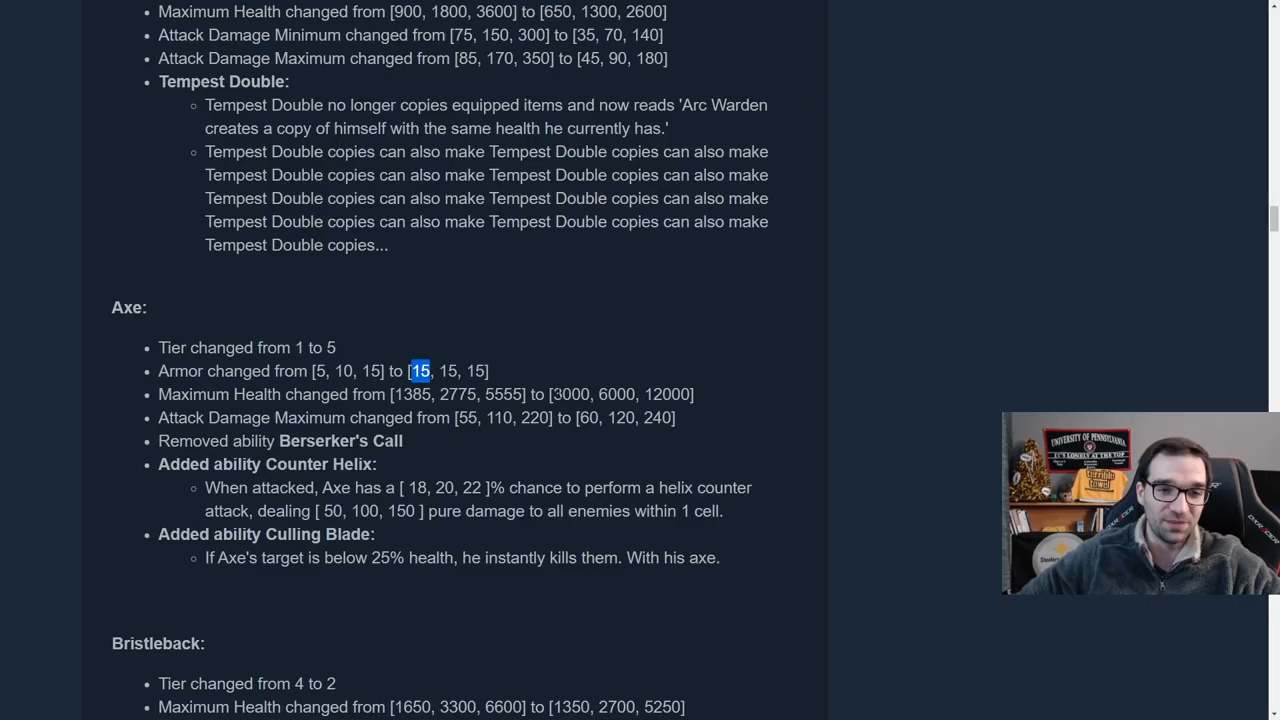 Maximum Health changed from [900, 1800, 3600] to [650, 1300, 2600]
Attack Damage Minimum changed from [75, 150, 300] to [35, 70, 140]
Attack Damage Maximum changed from [85, 170, 350] to [45, 90, 180]
Tempest Double:
Tempest Double no longer copies equipped items and now reads 'Arc Warden
creates a copy of himself with the same health he currently has.'
Tempest Double copies can also make Tempest Double copies can also make
Tempest Double copies can also make Tempest Double copies can also make
Tempest Double copies can also make Tempest Double copies can also make
Tempest Double copies can also make Tempest Double copies can also make
Tempest Double copies...
Axe:
Tier changed from 1 to 5
Armor changed from [5, 10, 15] to [15, 15, 15]
Maximum Health changed from [1385, 2775, 5555] to [3000, 6000, 12000]
Attack Damage Maximum changed from [55, 110, 220] to [60, 120, 240]
Removed ability Berserker's Call
Added ability Counter Helix:
When attacked, Axe has a [ 18, 20, 22 ]% chance to perform a helix counter
attack, dealing [ 50, 100, 150 ] pure damage to all enemies within 1 cell.
Added ability Culling Blade:
If Axe's target is below 25% health, he instantly kills them. With his axe.
Bristleback:
Tier changed from 4 to 2
Maximum Health changed from [1650, 3300, 6600] to [1350, 2700, 5250]
UNIVERSITY OF PENNSYLVANIA
IT'S LONELY AT THE TOP
Terrible
Towel
Steelers
DXRACER